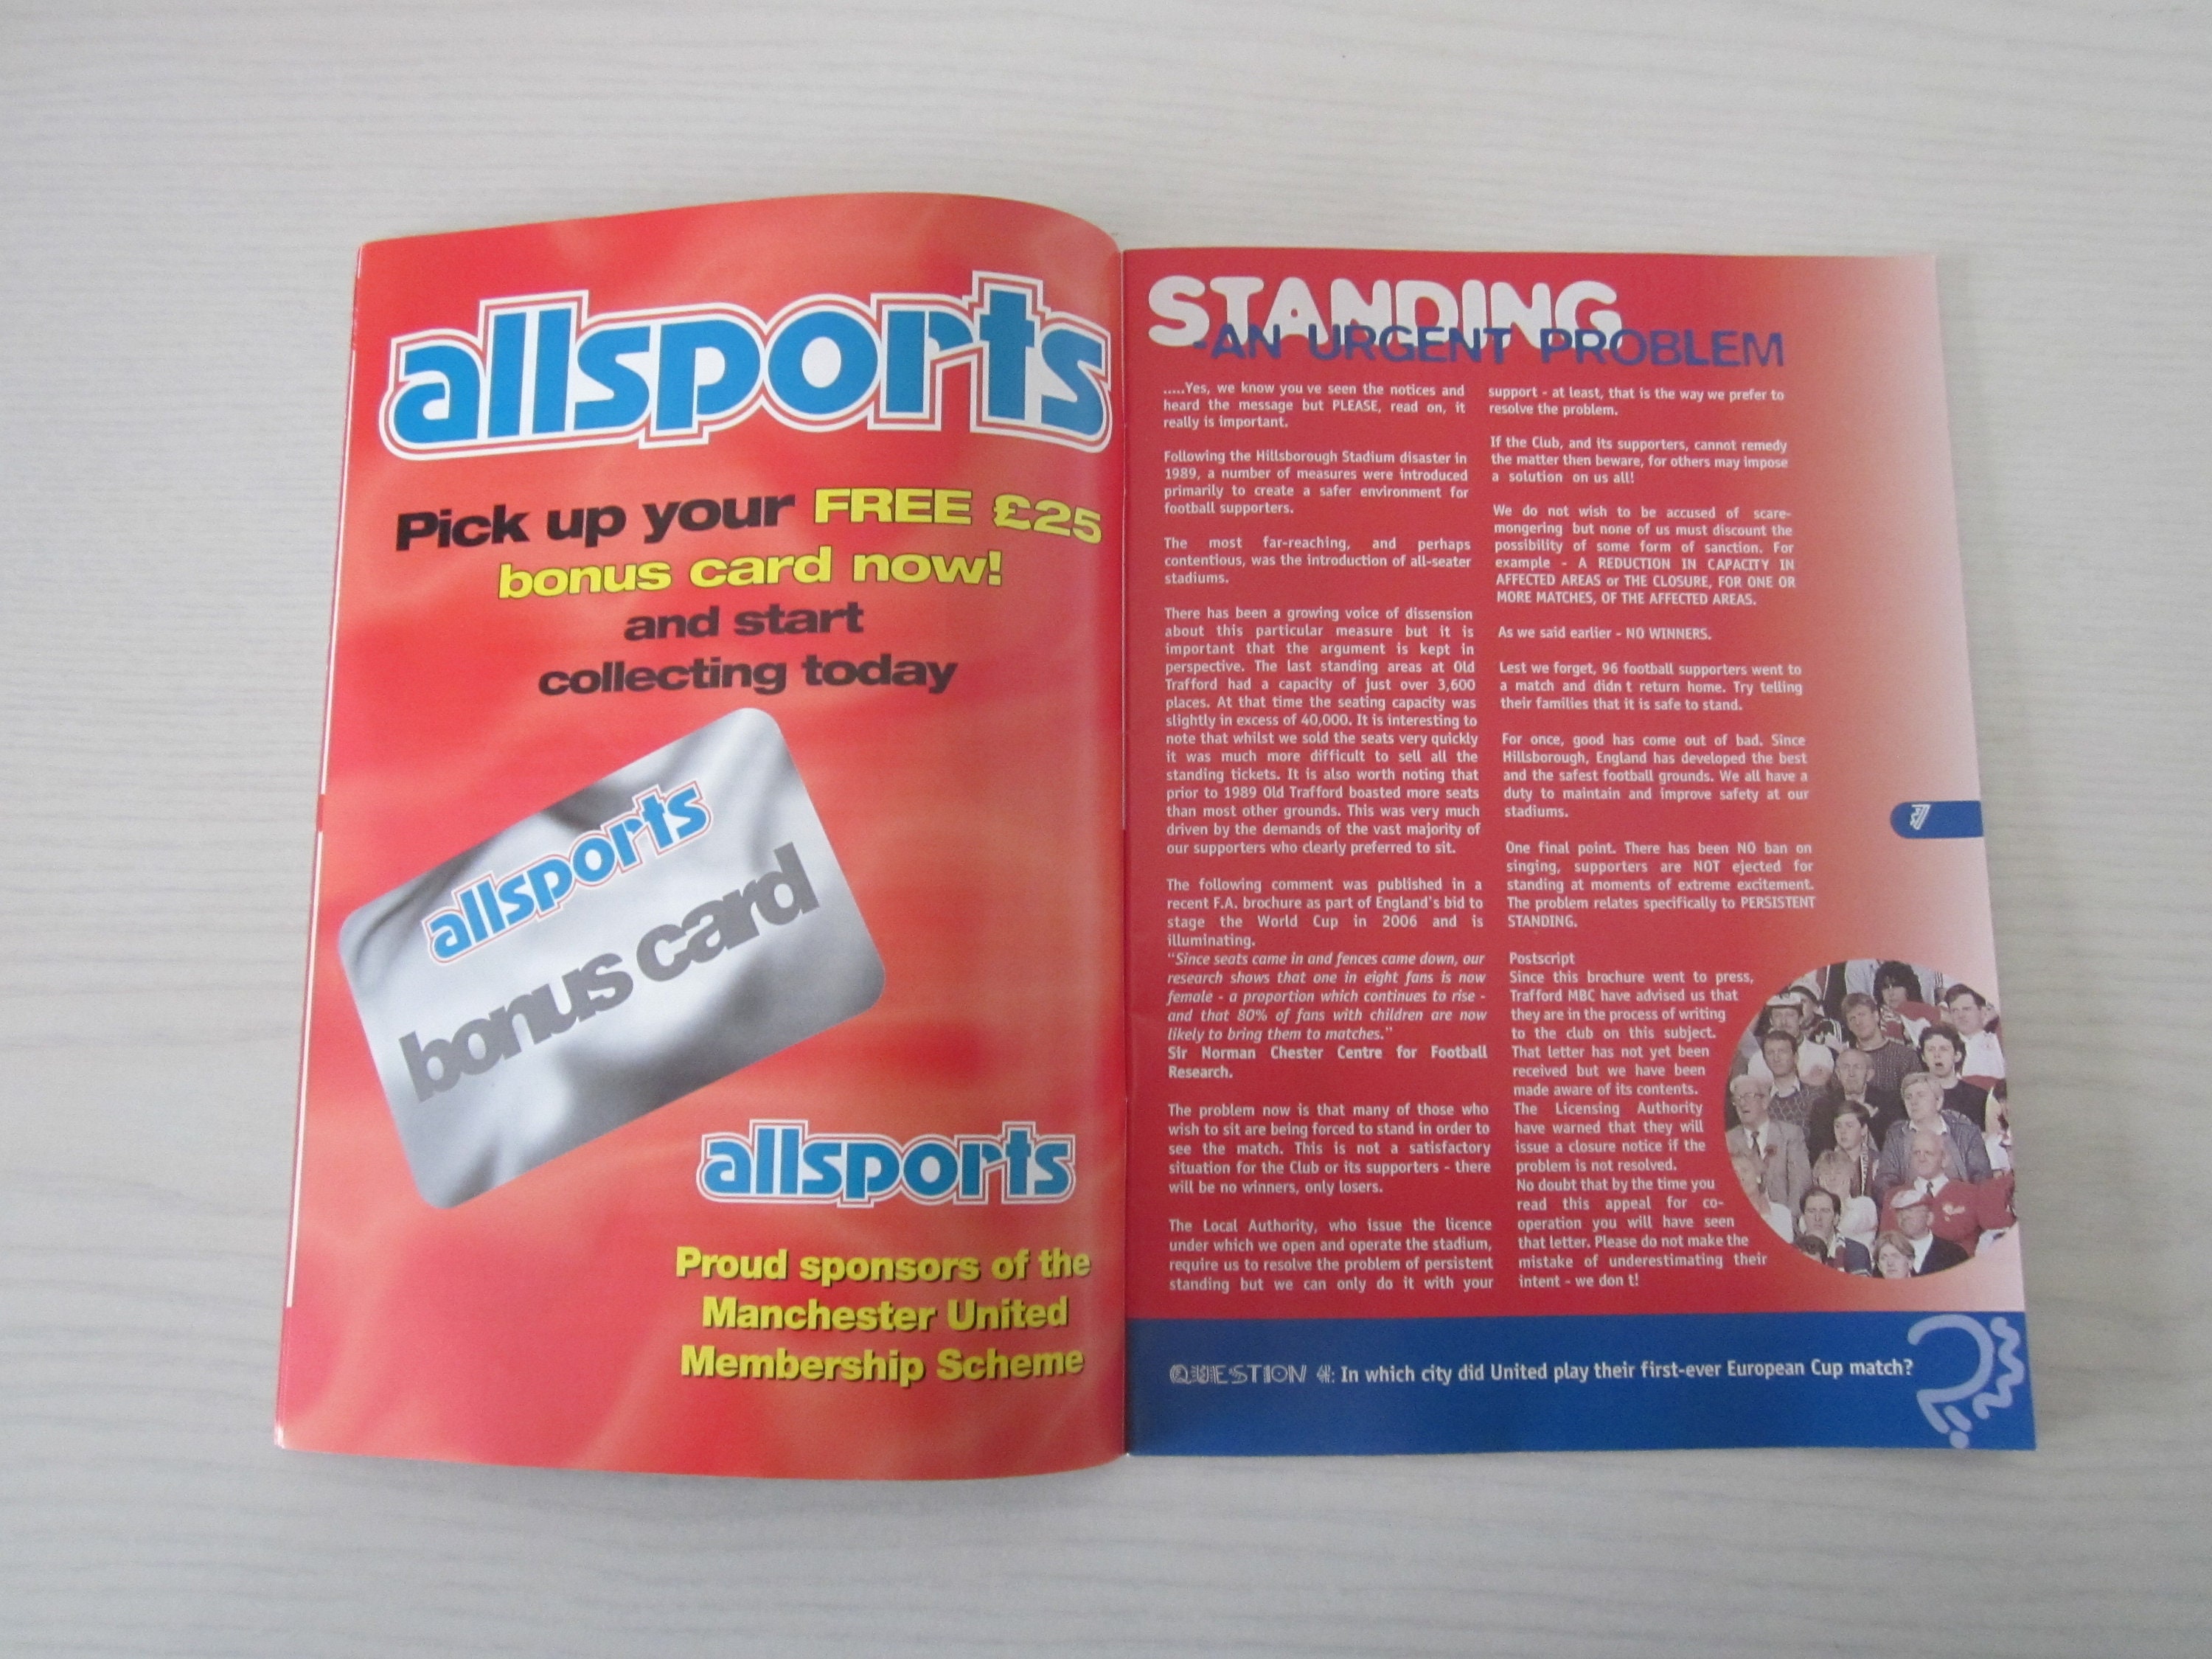 allsports
Pick up your FREE £25
bonus card now!
and start
collecting today
allsports
bonus card
allsports
Proud sponsors of the
Manchester United
Membership Scheme
STANDING
-AN URGENT PROBLEM
.....Yes, we know you ve seen the notices and
heard the message but PLEASE, read on, it
really is important.
Following the Hillsborough Stadium disaster in
1989, a number of measures were introduced
primarily to create a safer environment for
football supporters.
The most far-reaching, and perhaps
contentious, was the introduction of all-seater
stadiums.
There has been a growing voice of dissension
about this particular measure but it is
important that the argument is kept in
perspective. The last standing areas at Old
Trafford had a capacity of just over 3,600
places. At that time the seating capacity was
slightly in excess of 40,000. It is interesting to
note that whilst we sold the seats very quickly
it was much more difficult to sell all the
standing tickets. It is also worth noting that
prior to 1989 Old Trafford boasted more seats
than most other grounds. This was very much
driven by the demands of the vast majority of
our supporters who clearly preferred to sit.
The following comment was published in a
recent F.A. brochure as part of England's bid to
stage the World Cup in 2006 and is
illuminating.
"Since seats came in and fences came down, our
research shows that one in eight fans is now
female - a proportion which continues to rise -
and that 80% of fans with children are now
likely to bring them to matches."
Sir Norman Chester Centre for Football
Research.
The problem now is that many of those who
wish to sit are being forced to stand in order to
see the match. This is not a satisfactory
situation for the Club or its supporters - there
will be no winners, only losers.
The Local Authority, who issue the licence
under which we open and operate the stadium,
require us to resolve the problem of persistent
standing but we can only do it with your
support - at least, that is the way we prefer to
resolve the problem.
If the Club, and its supporters, cannot remedy
the matter then beware, for others may impose
a solution on us all!
We do not wish to be accused of scare-
mongering but none of us must discount the
possibility of some form of sanction. For
example - A REDUCTION IN CAPACITY IN
AFFECTED AREAS or THE CLOSURE, FOR ONE OR
MORE MATCHES, OF THE AFFECTED AREAS.
As we said earlier - NO WINNERS.
Lest we forget, 96 football supporters went to
a match and didn t return home. Try telling
their families that it is safe to stand.
For once, good has come out of bad. Since
Hillsborough, England has developed the best
and the safest football grounds. We all have a
duty to maintain and improve safety at our
stadiums.
One final point. There has been NO ban on
singing, supporters are NOT ejected for
standing at moments of extreme excitement.
The problem relates specifically to PERSISTENT
STANDING.
Postscript
Since this brochure went to press,
Trafford MBC have advised us that
they are in the process of writing
to the club on this subject.
That letter has not yet been
received but we have been
made aware of its contents.
The Licensing Authority
have warned that they will
issue a closure notice if the
problem is not resolved.
No doubt that by the time you
read this appeal for co-
operation you will have seen
that letter. Please do not make the
mistake of underestimating their
intent - we don t!
7
QUESTION 4: In which city did United play their first-ever European Cup match?